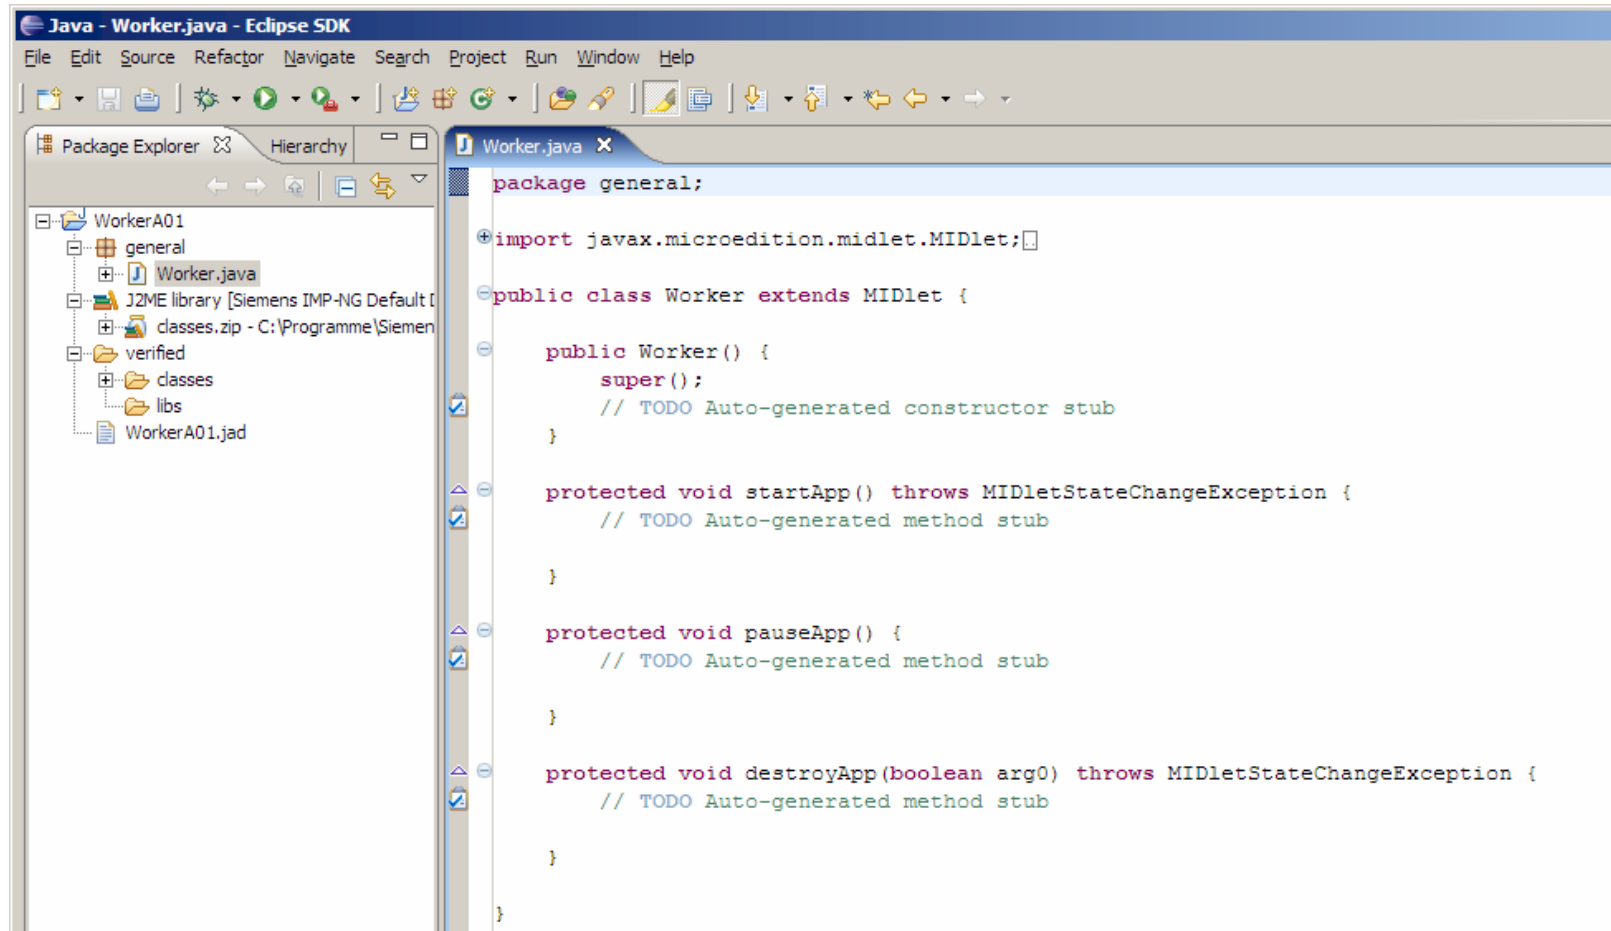 Java - Worker.java - Eclipse SDK
File Edit Source Refactor Navigate Search Project Run Window Help
Package Explorer
Hierarchy
WorkerA01
general
Worker.java
J2ME library [Siemens IMP-NG Default
classes.zip - C:\Programme\Siemen
verified
classes
libs
WorkerA01.jad
Worker.java
package general;
import javax.microedition.midlet.MIDlet;
public class Worker extends MIDlet {
public Worker() {
super();
// TODO Auto-generated constructor stub
}
protected void startApp() throws MIDletStateChangeException {
// TODO Auto-generated method stub
}
protected void pauseApp() {
// TODO Auto-generated method stub
}
protected void destroyApp(boolean arg0) throws MIDletStateChangeException {
// TODO Auto-generated method stub
}
}